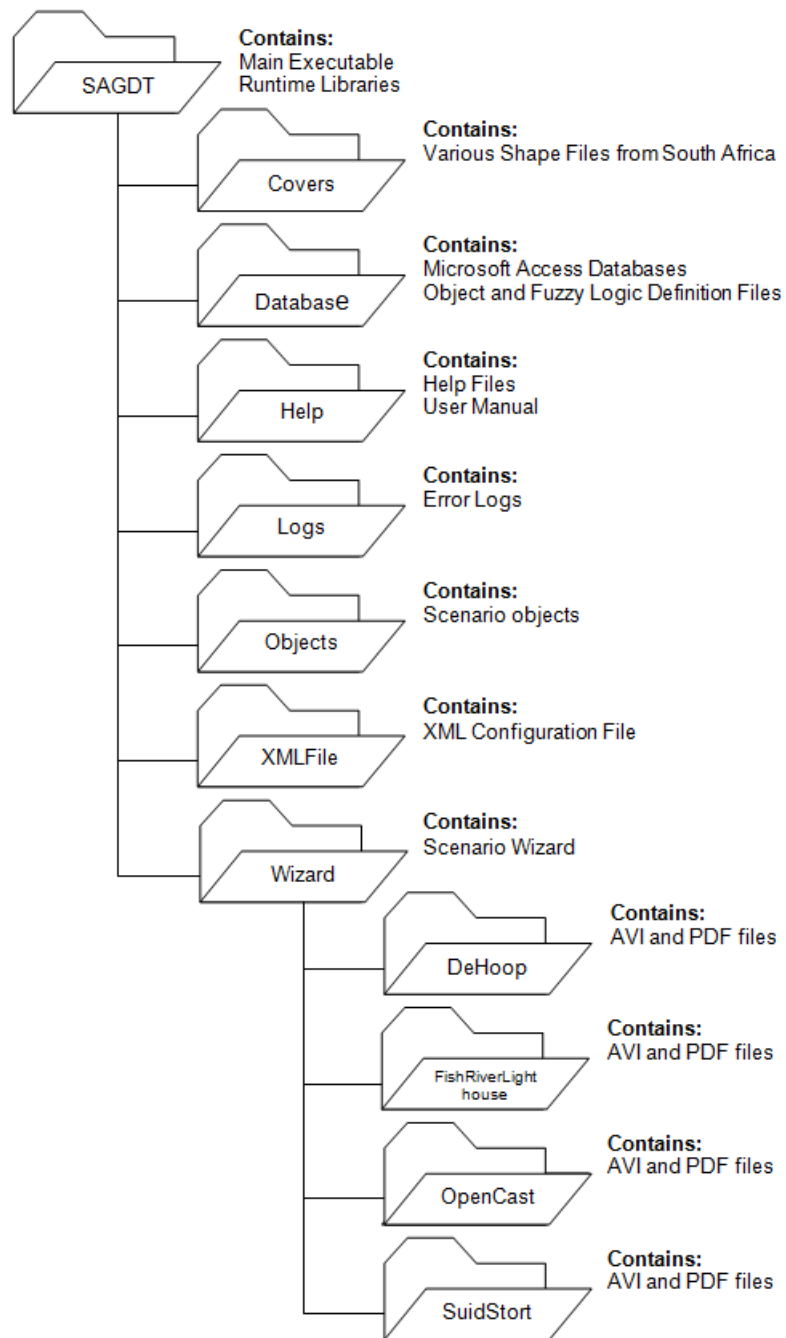 SAGDT
Contains:
Main Executable
Runtime Libraries
Covers
Contains:
Various Shape Files from South Africa
Database
Contains:
Microsoft Access Databases
Object and Fuzzy Logic Definition Files
Help
Contains:
Help Files
User Manual
Logs
Contains:
Error Logs
Objects
Contains:
Scenario objects
XMLFile
Contains:
XML Configuration File
Wizard
Contains:
Scenario Wizard
DeHoop
Contains:
AVI and PDF files
FishRiverLight
house
Contains:
AVI and PDF files
OpenCast
Contains:
AVI and PDF files
SuidStort
Contains:
AVI and PDF files